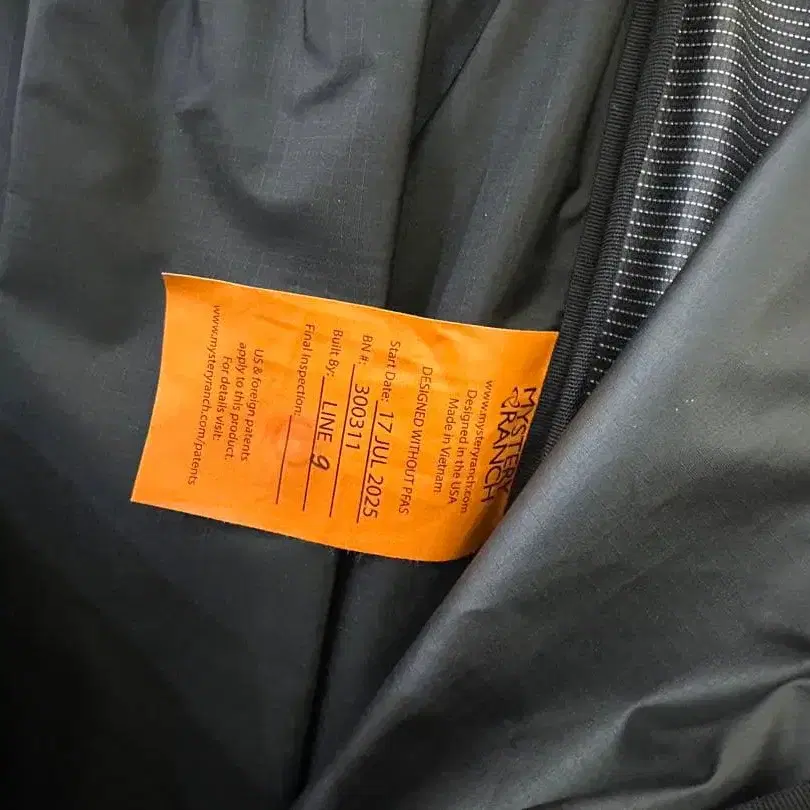 MYSTERY
RANCH
www.mysteryranch.com
Designed in the USA
Made in Vietnam
DESIGNED WITHOUT PFAS
Start Date: 17 JUL 2025
BN #: 300311
Built By: LINE 9
Final Inspection:
US & foreign patents
apply to this product.
For details visit:
www.mysteryranch.com/patents